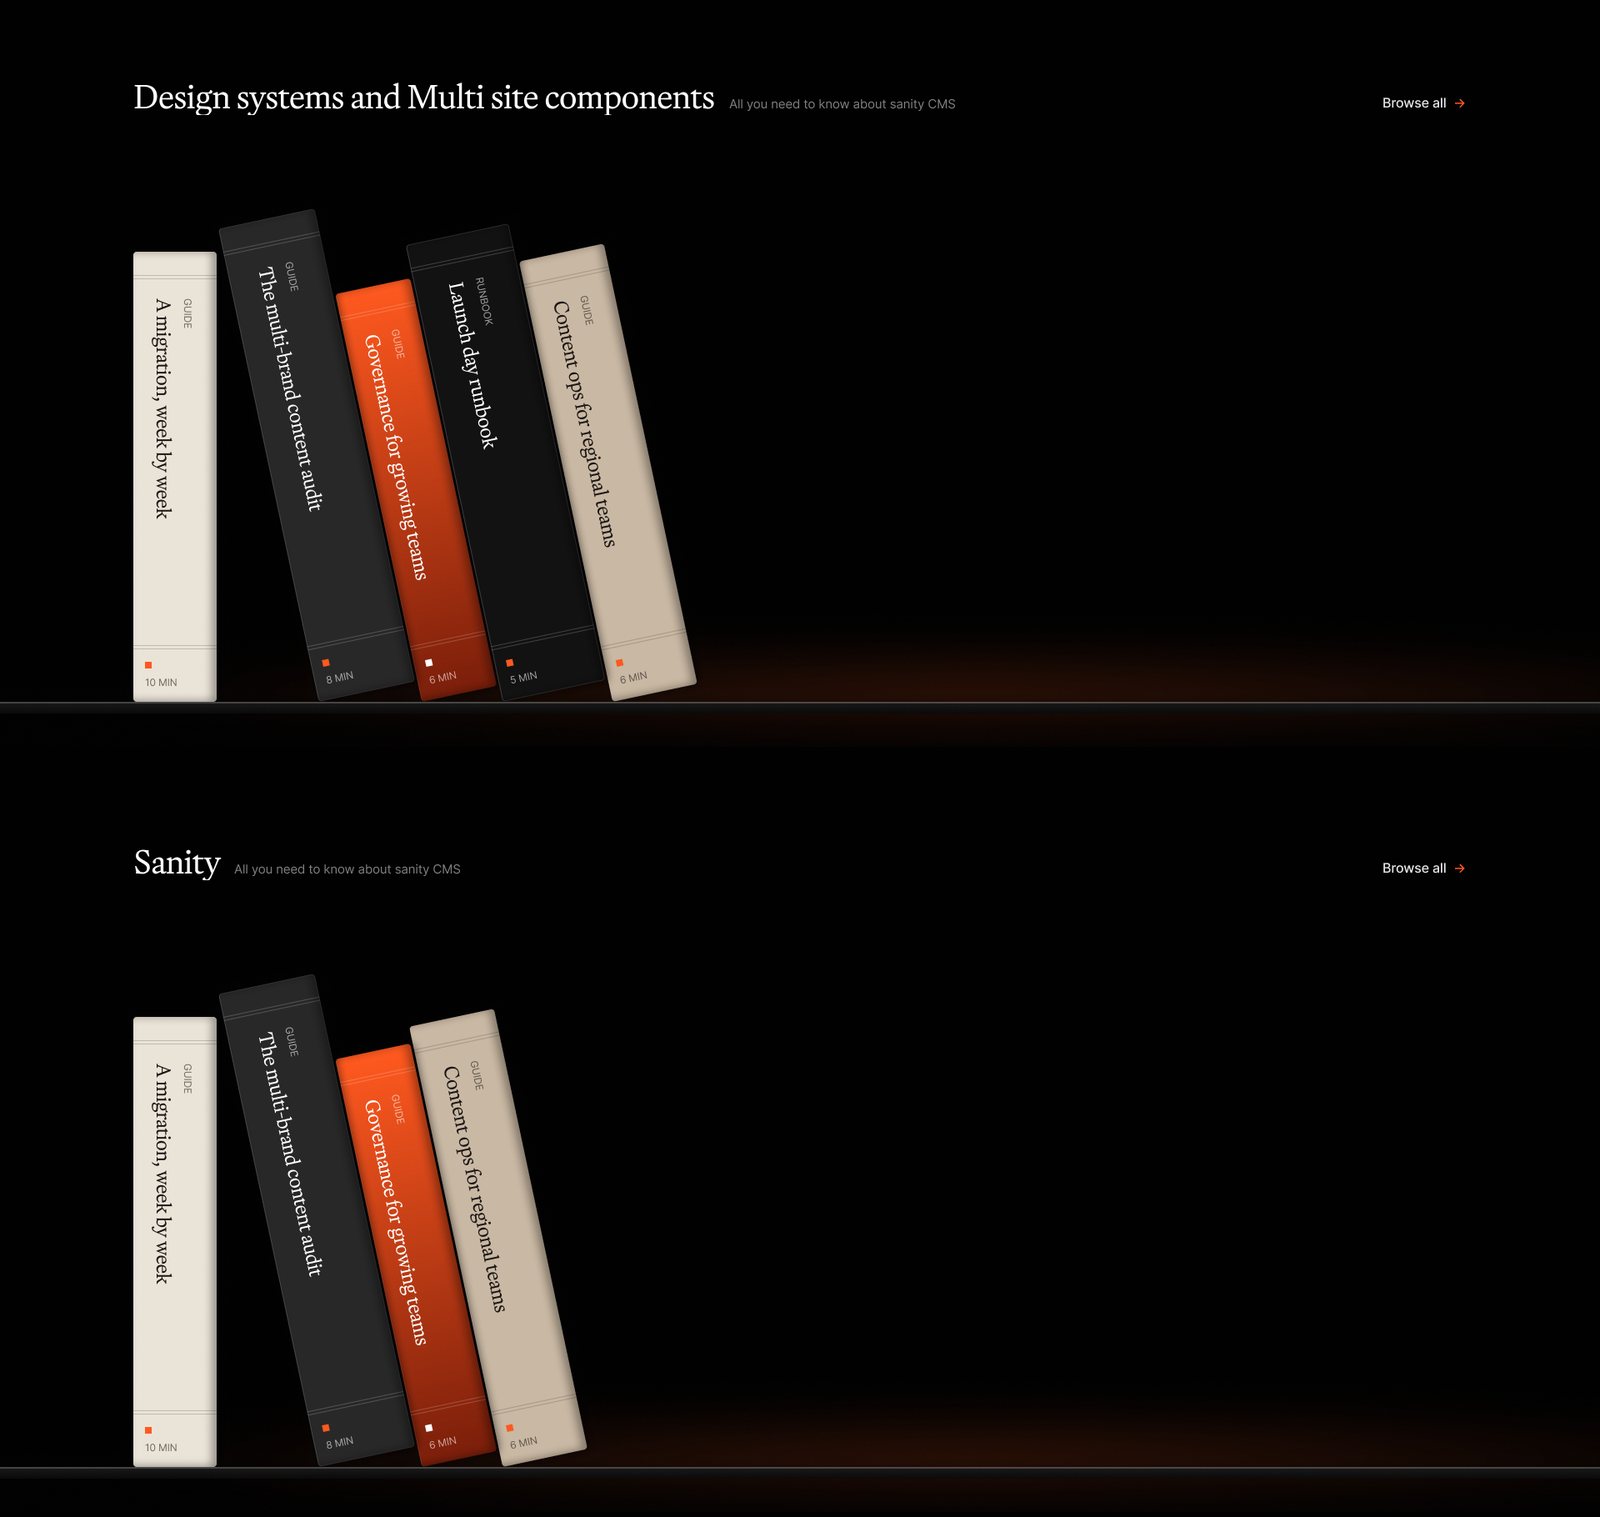 Design systems and Multi site components
All you need to know about sanity CMS
Browse all →
GUIDE
A migration, week by week
10 MIN
GUIDE
The multi-brand content audit
8 MIN
GUIDE
Governance for growing teams
6 MIN
RUNBOOK
Launch day runbook
5 MIN
GUIDE
Content ops for regional teams
6 MIN
Sanity
All you need to know about sanity CMS
Browse all →
GUIDE
A migration, week by week
10 MIN
GUIDE
The multi-brand content audit
8 MIN
GUIDE
Governance for growing teams
6 MIN
GUIDE
Content ops for regional teams
6 MIN